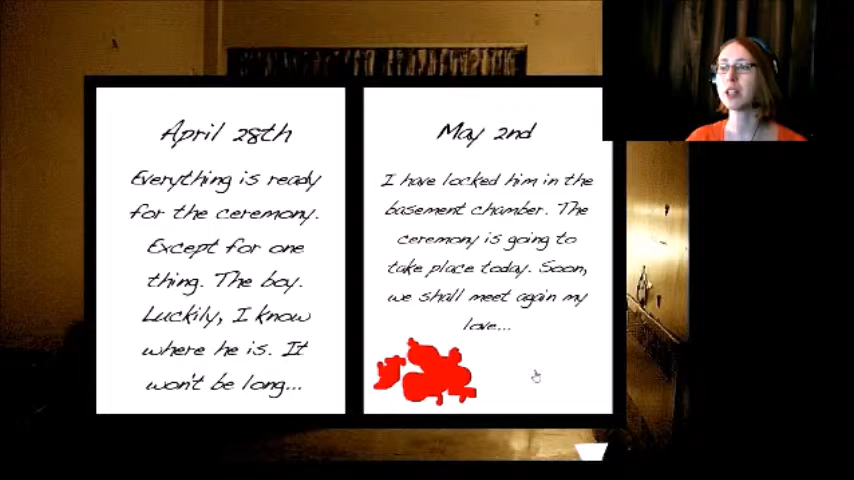 April 28th
Everything is ready
for the ceremony.
Except for one
thing. The boy.
Luckily, I know
where he is. It
won't be long...
May 2nd
I have locked him in the
basement chamber. The
ceremony is going to
take place today. Soon,
we shall meet again my
love...